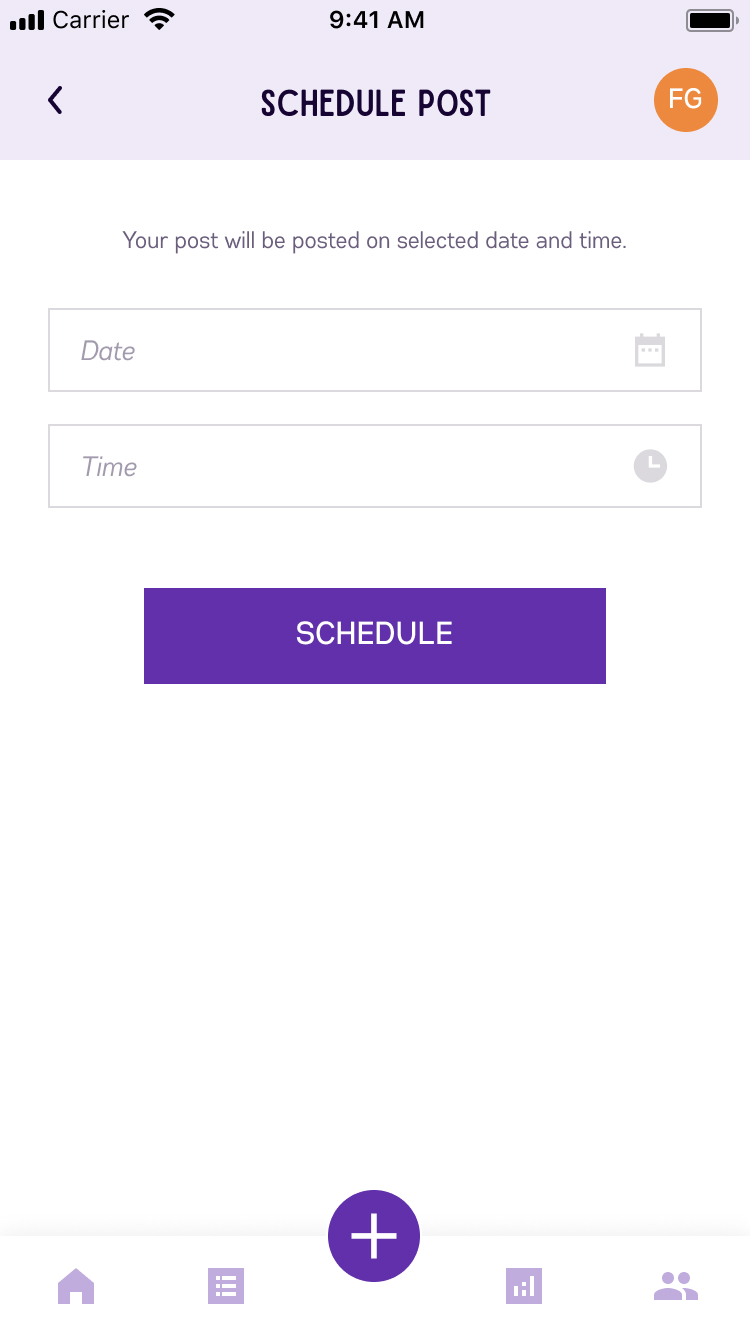 Carrier 9:41 AM
SCHEDULE POST
FG
Your post will be posted on selected date and time.
Date
Time
SCHEDULE